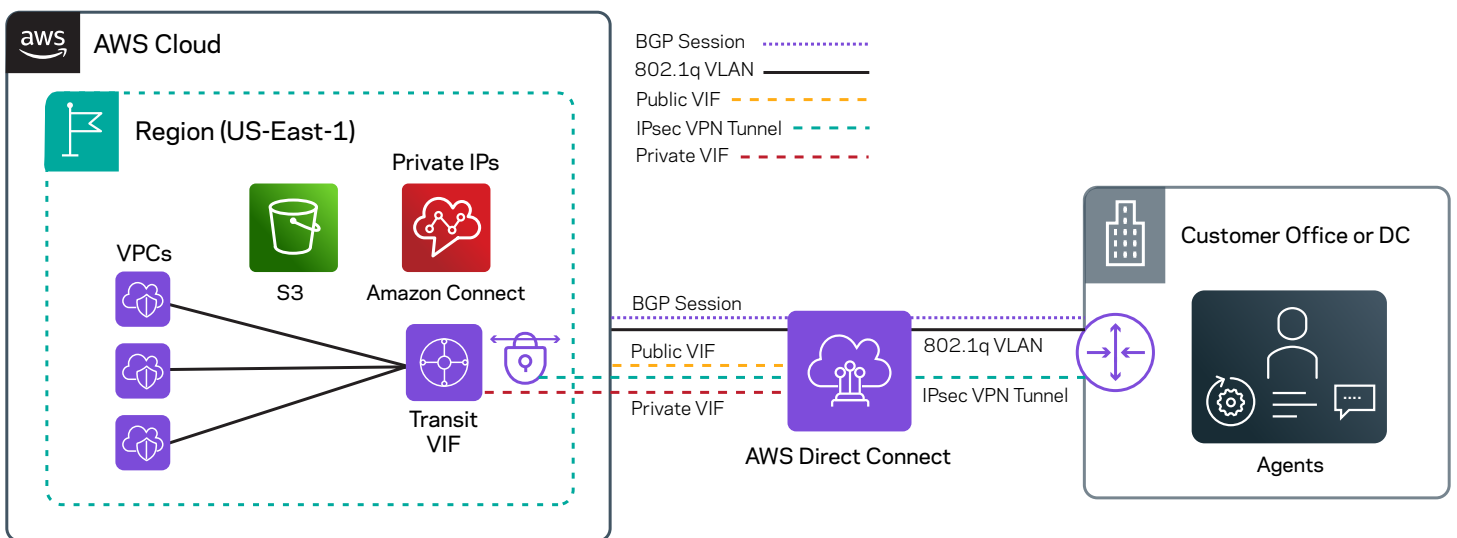 aws
AWS Cloud
BGP Session
802.1q VLAN
Public VIF
IPsec VPN Tunnel
Private VIF
Region (US-East-1)
Private IPs
VPCs
S3
Amazon Connect
Transit
VIF
BGP Session
Public VIF
Private VIF
AWS Direct Connect
802.1q VLAN
IPsec VPN Tunnel
Customer Office or DC
Agents